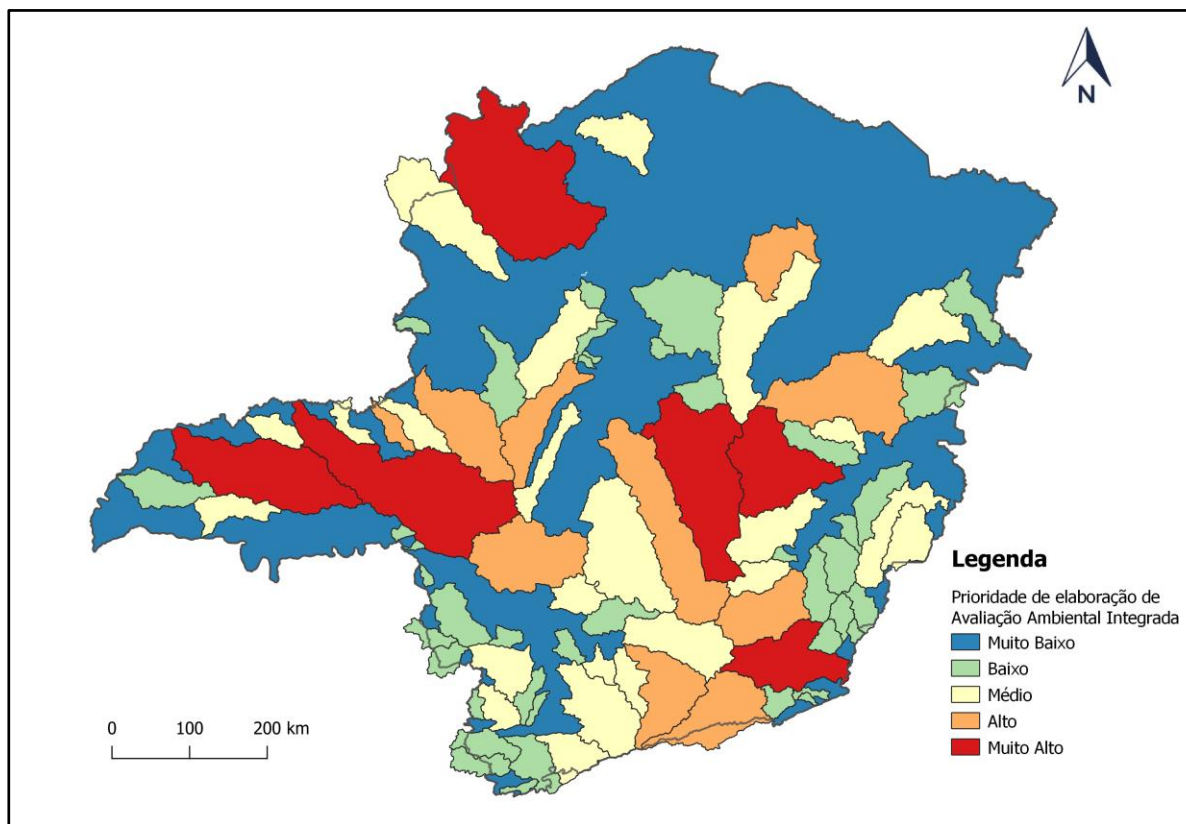 N
Legenda
Prioridade de elaboração de
Avaliação Ambiental Integrada
Muito Baixo
Baixo
Médio
Alto
Muito Alto
0 100 200 km